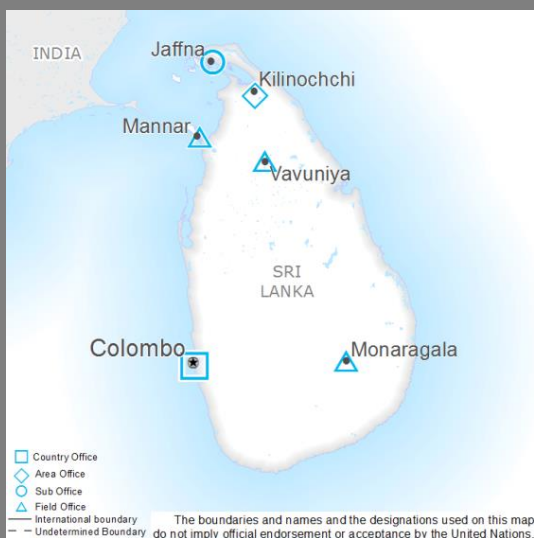 INDIA
Jaffna
Kilinochchi
Mannar
Vavuniya
SRI
LANKA
Colombo
Monaragala
Country Office
Area Office
Sub Office
Field Office
International boundary
Undetermined Boundary
The boundaries and names and the designations used on this map
do not imply official endorsement or acceptance by the United Nations.